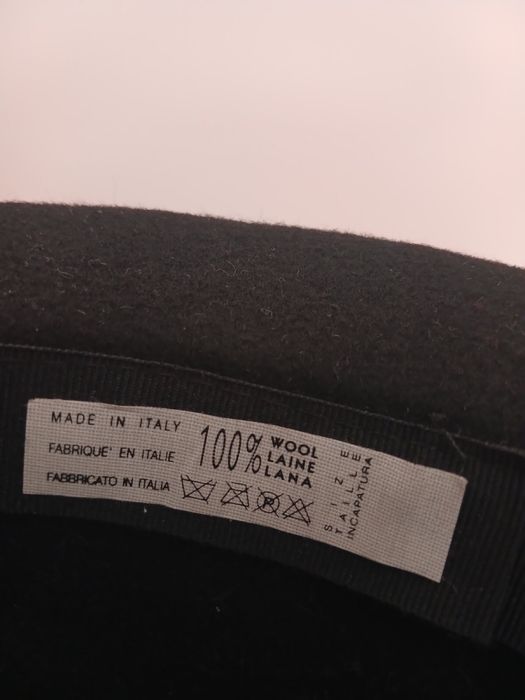 MADE IN ITALY
FABRIQUE' EN ITALIE
FABBRICATO IN ITALIA
100%
WOOL
LAINE
LANA
SIZE
TAILLE
INCAPATURA